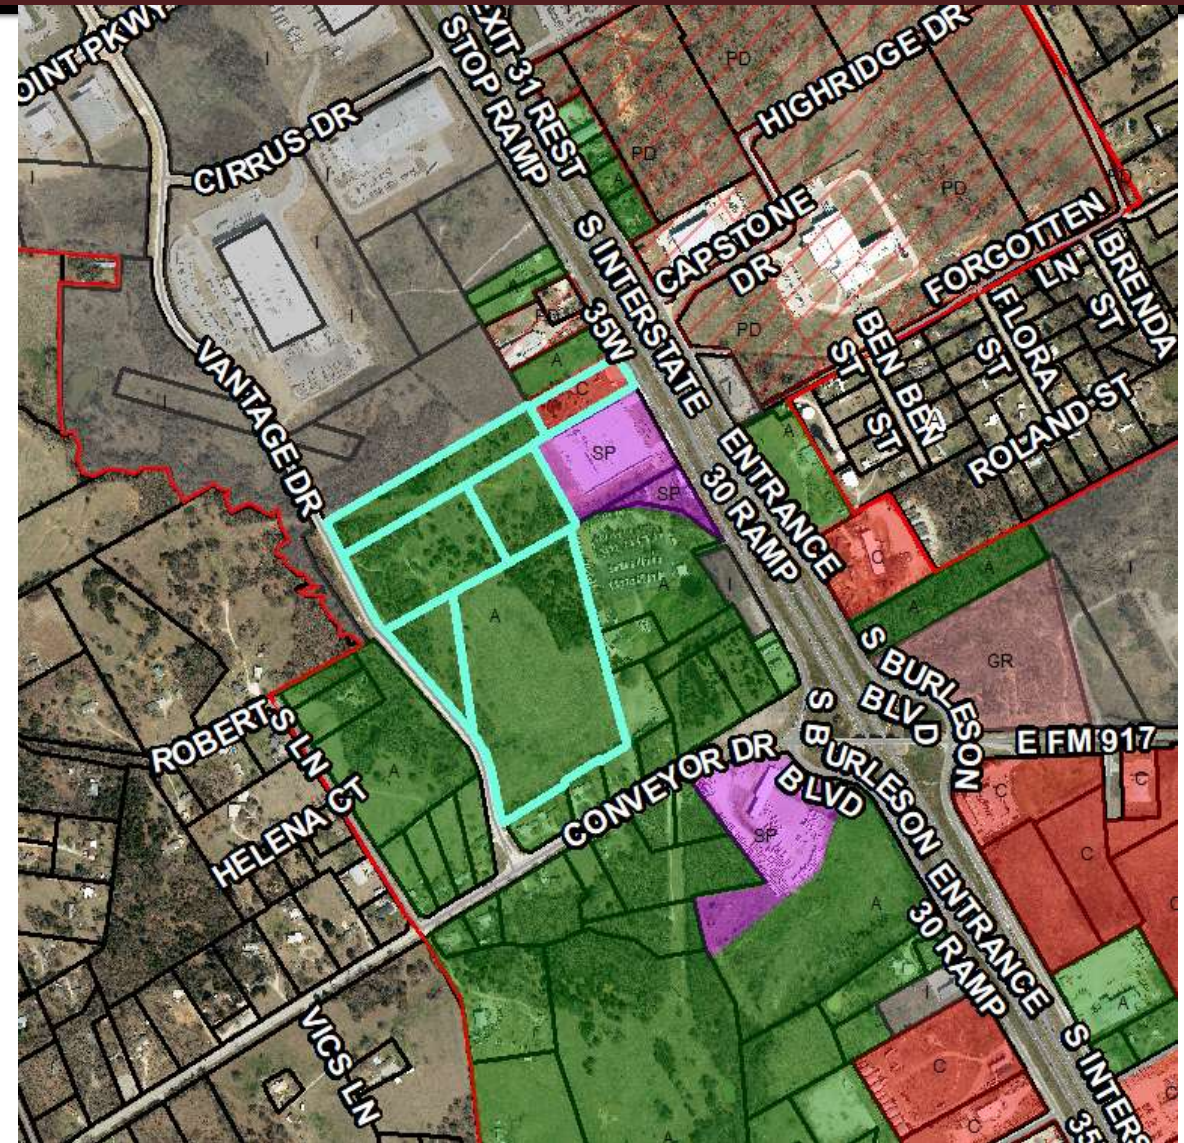 OINT PKWY
EXIT 31 REST
STOP RAMP
HIGHRIDGE DR
PD
I
CIRRUS DR
I
PD
I
A
PD
PD
CAPSTONE
DR
S INTERSTATE
35W
FORGOTTEN
LN
BRENDA
ST
A
I
PD
PD
BEN
ST
BEN
ST
FLORA
ST
ROLAND ST
A
A
I
VANTAGE DR
I
A
C
SP
SP
ENTRANCE
30 RAMP
A
C
I
A
A
I
A
A
GR
S BURLESON
BLVD
E FM 917
ROBERTS LN
A
HELENA CT
CONVEYOR DR
S BURLESON
BLVD
SP
C
C
C
C
A
ENTRANCE
30 RAMP
I
A
C
C
C
A
VICS LN
S INTERS
35